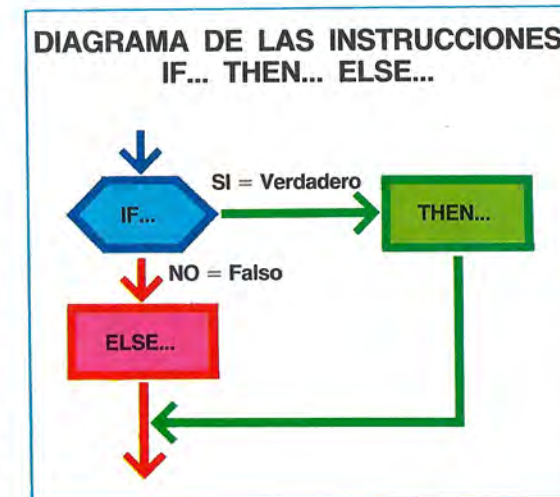 DIAGRAMA DE LAS INSTRUCCIONES
IF... THEN... ELSE...
SI = Verdadero
IF...
THEN...
NO = Falso
ELSE...